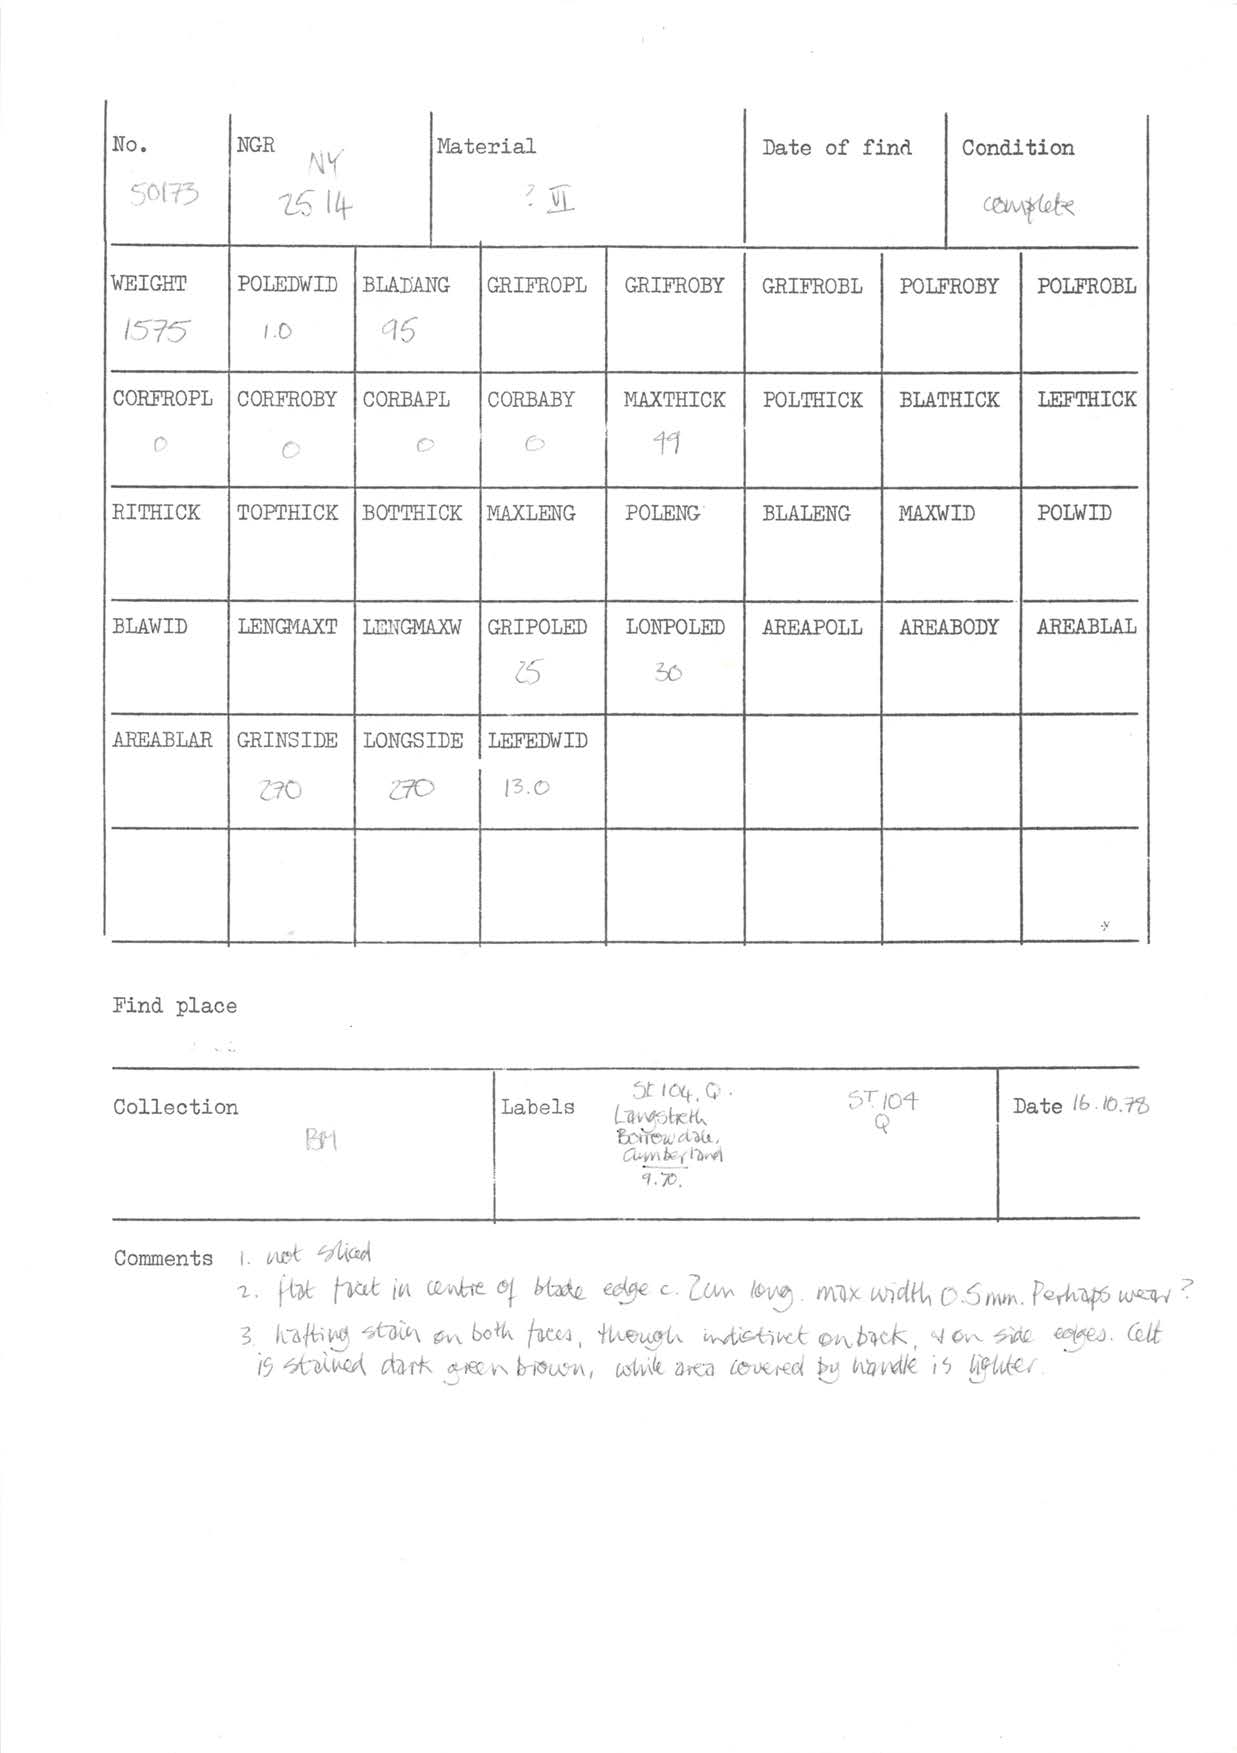 No. NGR Material Date of find Condition
NY
50173 25 14 ? VI complete
WEIGHT POLEDWID BLADANG GRIFROPL GRIFROBY GRIFROBL POLFROBY POLFROBL
1575 1.0 95
CORFROPL CORFROBY CORBAPL CORBABY MAXTHICK POLTHICK BLATHICK LEFTHICK
0 0 0 0 49
RITHICK TOPTHICK BOTTHICK MAXLENG POLENG BLALENG MAXWID POLWID
BLAWID LENGMAXT LENGMAXW GRIPOLED LONPOLED AREAPOLL AREABODY AREABLAL
25 30
AREABLAR GRINSIDE LONGSIDE LEFEDWID
270 270 13.0
Find place
Collection
BM
Labels
St 104, Q.
Langstreth
Borrowdale,
Cumberland
9.70.
ST.104
Q
Date 16.10.78
Comments 1. not sliced
2. flat facet in centre of blade edge c. 2cm long. max width 0.5mm. Perhaps wear?
3. hafting stain on both faces, though indistinct on back, & on side edges. Celt
is stained dark green brown, while area covered by handle is lighter.